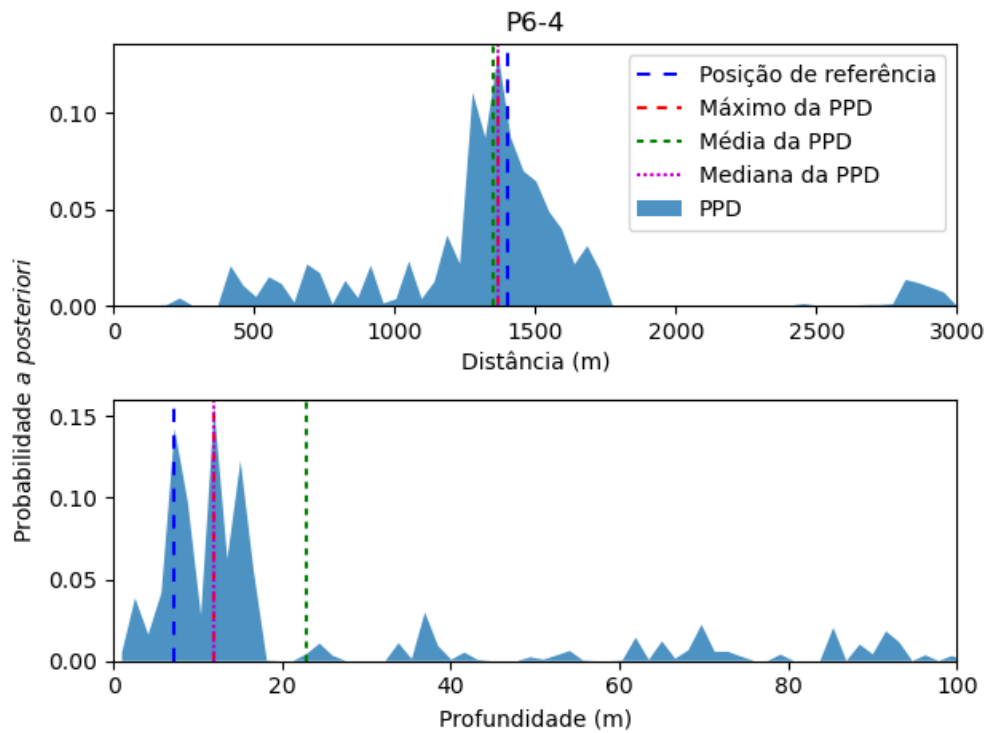 P6-4
Posição de referência
Máximo da PPD
Média da PPD
Mediana da PPD
PPD
0.10
0.05
0.00
0 500 1000 1500 2000 2500 3000
Distância (m)
Probabilidade a posteriori
0.15
0.10
0.05
0.00
0 20 40 60 80 100
Profundidade (m)